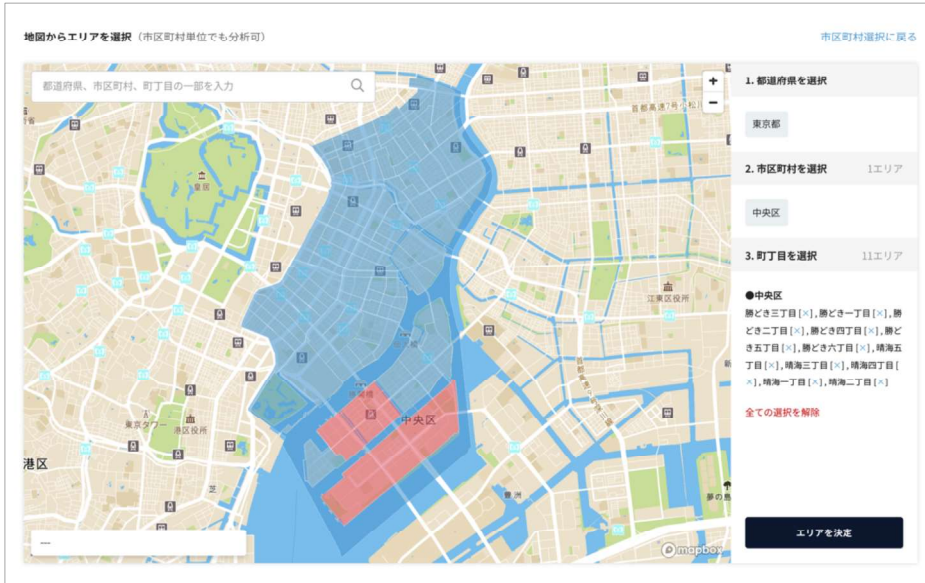 地図からエリアを選択（市区町村単位でも分析可）
市区町村選択に戻る
都道府県、市区町村、町丁目の一部を入力
+
−
首都高速7号小松川
皇居
江東区役所
東京タワー
港区役所
港区
芝
中央区
豊洲
夢の島
---
mapbox
1. 都道府県を選択
東京都
2. 市区町村を選択
1エリア
中央区
3. 町丁目を選択
11エリア
●中央区
勝どき三丁目 [×] , 勝どき一丁目 [×] , 勝
どき二丁目 [×] , 勝どき四丁目 [×] , 勝ど
き五丁目 [×] , 勝どき六丁目 [×] , 晴海五
丁目 [×] , 晴海三丁目 [×] , 晴海四丁目 [
×] , 晴海一丁目 [×] , 晴海二丁目 [×]
全ての選択を解除
エリアを決定